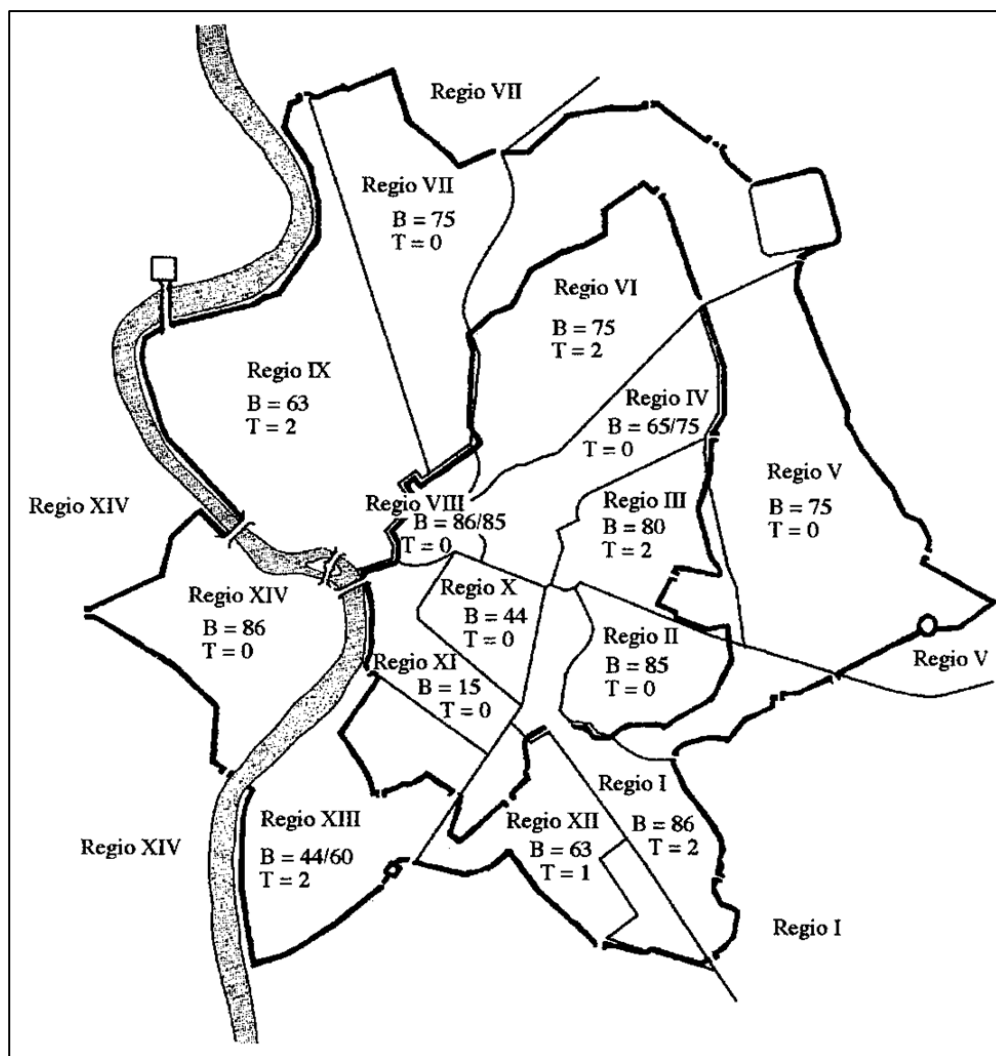 Regio VII
Regio VII
B = 75
T = 0
Regio VI
B = 75
T = 2
Regio IX
B = 63
T = 2
Regio IV
B = 65/75
T = 0
Regio V
B = 75
T = 0
Regio XIV
Regio VIII
B = 86/85
T = 0
Regio III
B = 80
T = 2
Regio XIV
B = 86
T = 0
Regio X
B = 44
T = 0
Regio II
B = 85
T = 0
Regio V
Regio XI
B = 15
T = 0
Regio I
B = 86
T = 2
Regio XIII
B = 44/60
T = 2
Regio XII
B = 63
T = 1
Regio XIV
Regio I